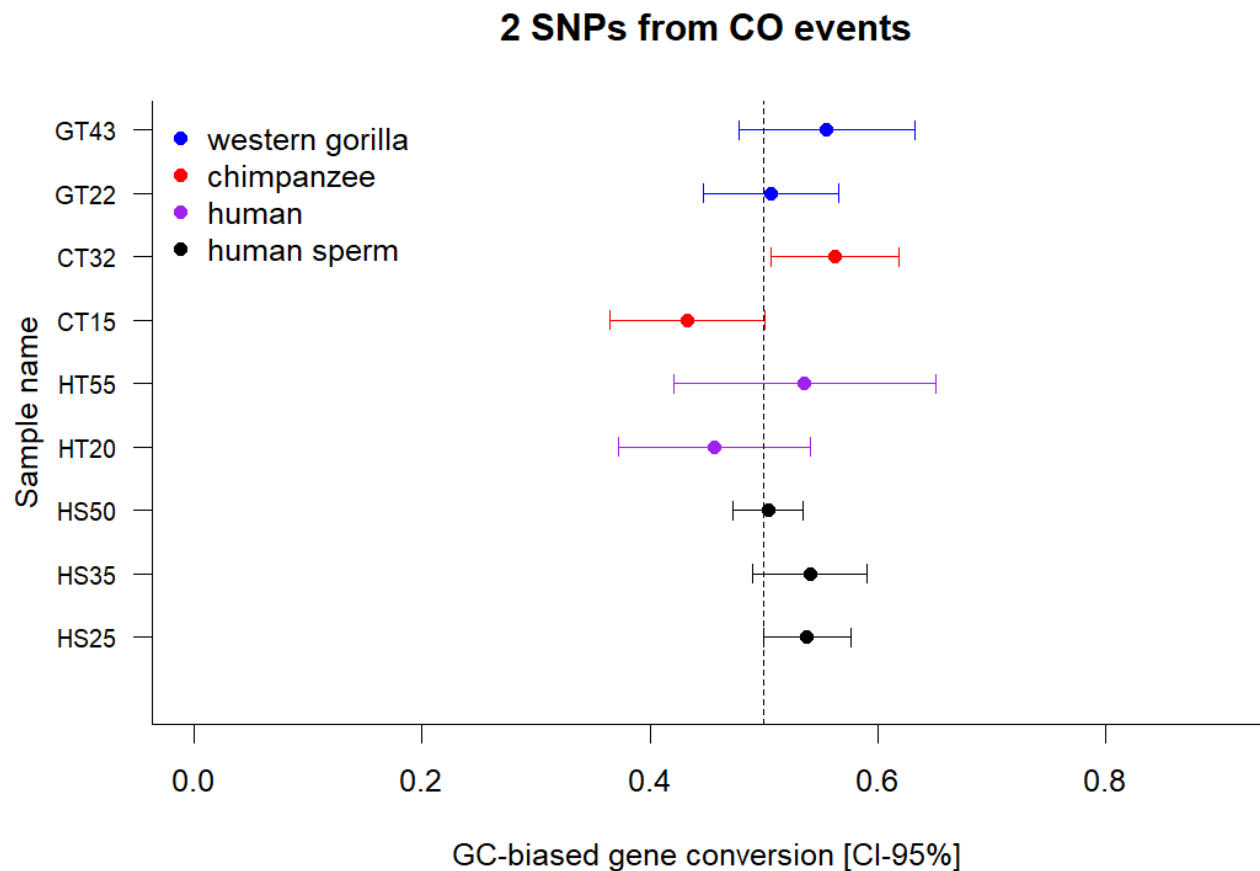 2 SNPs from CO events
western gorilla
chimpanzee
human
human sperm
Sample name
GT43
GT22
CT32
CT15
HT55
HT20
HS50
HS35
HS25
0.0 0.2 0.4 0.6 0.8
GC-biased gene conversion [CI-95%]